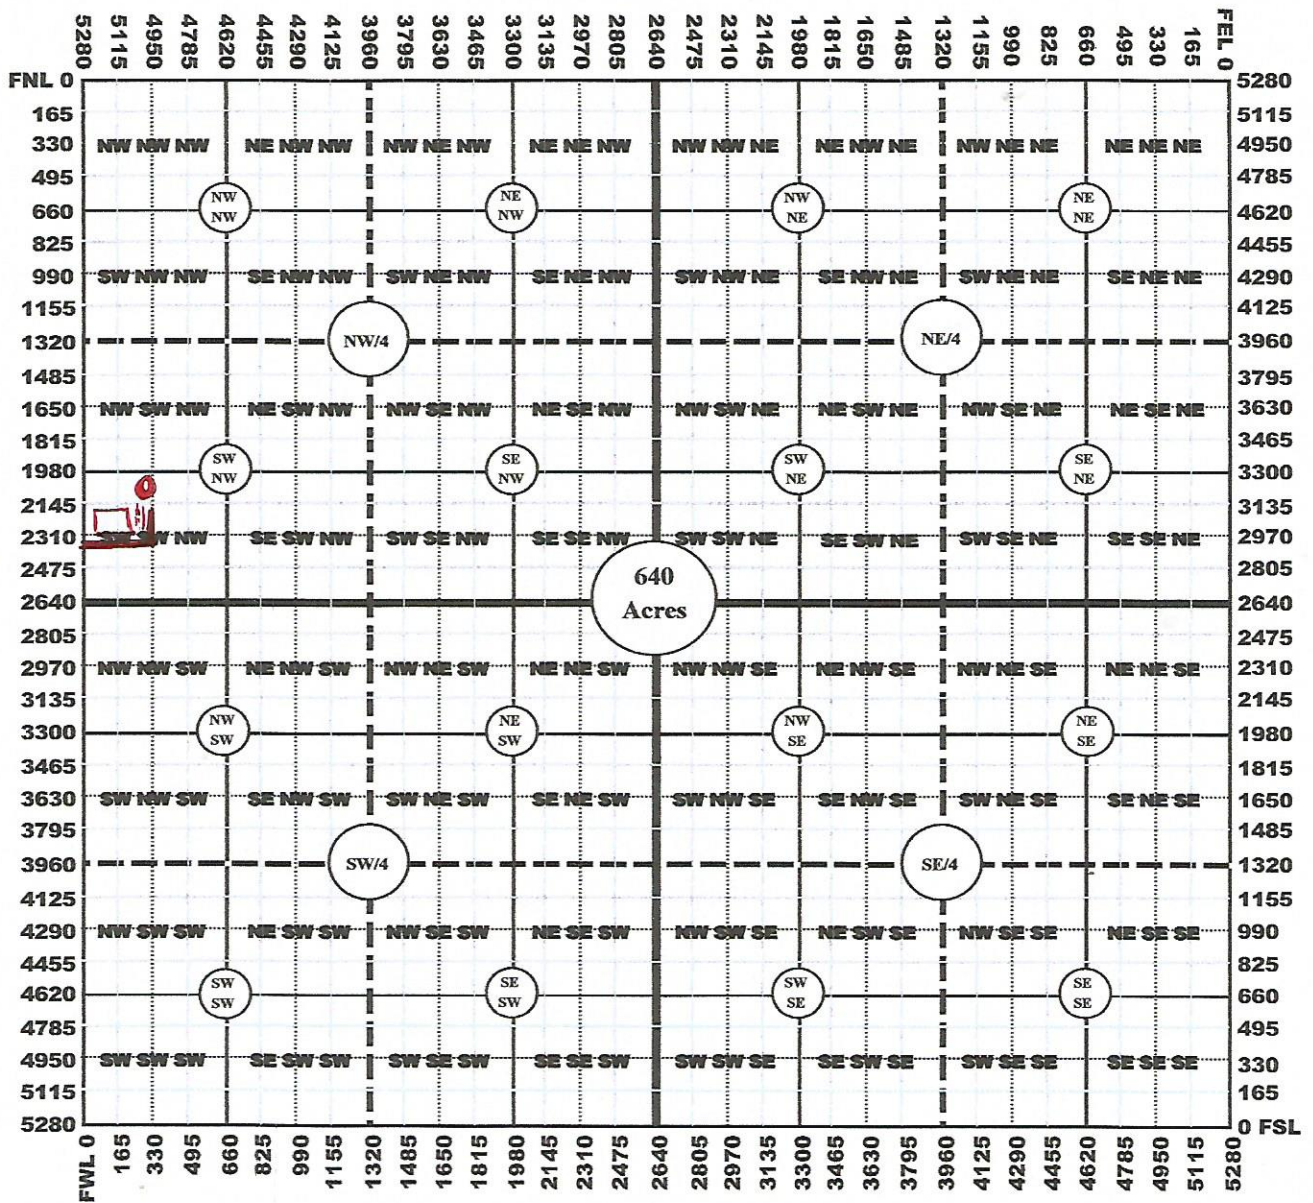 5280 5115 4950 4785 4620 4455 4290 4125 3960 3795 3630 3465 3300 3135 2970 2805 2640 2475 2310 2145 1980 1815 1650 1485 1320 1155 990 825 660 495 330 165 FEL 0
FNL 0 5280
165 5115
330 NW NW NW NE NW NW NW NE NW NE NE NW NW NW NE NE NW NE NW NE NE NE NE NE 4950
495 4785
NW NE NW NE
660 4620
NW NW NE NE
825 4455
990 SW NW NW SE NW NW SW NE NW SE NE NW SW NW NE SE NW NE SW NE NE SE NE NE 4290
1155 4125
1320 NW/4 NE/4 3960
1485 3795
1650 NW SW NW NE SW NW NW SE NW NE SE NW NW SW NE NE SW NE NW SE NE NE SE NE 3630
1815 3465
SW SE SW SE
1980 3300
NW NW NE NE
2145 3135
2310 SW SW NW SE SW NW SW SE NW SE SE NW SW SW NE SE SW NE SW SE NE SE SE NE 2970
2475 640 2805
2640 Acres 2640
2805 2475
2970 NW NW SW NE NW SW NW NE SW NE NE SW NW NW SE NE NW SE NW NE SE NE NE SE 2310
3135 2145
NW NE NW NE
3300 1980
SW SW SE SE
3465 1815
3630 SW NW SW SE NW SW SW NE SW SE NE SW SW NW SE SE NW SE SW NE SE SE NE SE 1650
3795 1485
3960 SW/4 SE/4 1320
4125 1155
4290 NW SW SW NE SW SW NW SE SW NE SE SW NW SW SE NE SW SE NW SE SE NE SE SE 990
4455 825
SW SE SW SE
4620 660
SW SW SE SE
4785 495
4950 SW SW SW SE SW SW SW SE SW SE SE SW SW SW SE SE SW SE SW SE SE SE SE SE 330
5115 165
5280 0 FSL
FWL 0 165 330 495 660 825 990 1155 1320 1485 1650 1815 1980 2145 2310 2475 2640 2805 2970 3135 3300 3465 3630 3795 3960 4125 4290 4455 4620 4785 4950 5115 5280